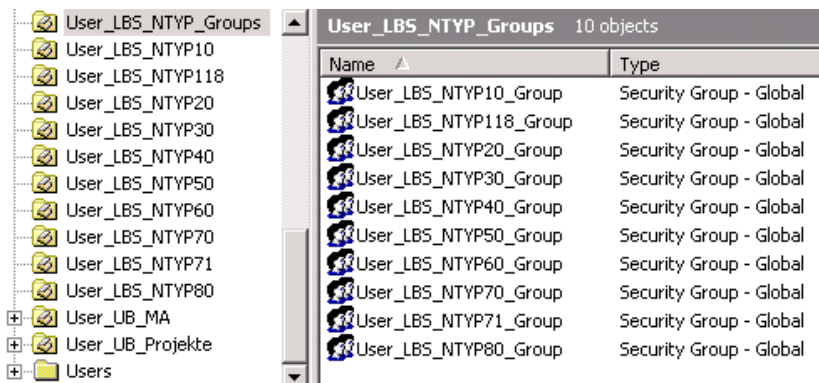 User_LBS_NTYP_Groups
User_LBS_NTYP10
User_LBS_NTYP118
User_LBS_NTYP20
User_LBS_NTYP30
User_LBS_NTYP40
User_LBS_NTYP50
User_LBS_NTYP60
User_LBS_NTYP70
User_LBS_NTYP71
User_LBS_NTYP80
User_UB_MA
User_UB_Projekte
Users
User_LBS_NTYP_Groups 10 objects
Name Type
User_LBS_NTYP10_Group Security Group - Global
User_LBS_NTYP118_Group Security Group - Global
User_LBS_NTYP20_Group Security Group - Global
User_LBS_NTYP30_Group Security Group - Global
User_LBS_NTYP40_Group Security Group - Global
User_LBS_NTYP50_Group Security Group - Global
User_LBS_NTYP60_Group Security Group - Global
User_LBS_NTYP70_Group Security Group - Global
User_LBS_NTYP71_Group Security Group - Global
User_LBS_NTYP80_Group Security Group - Global